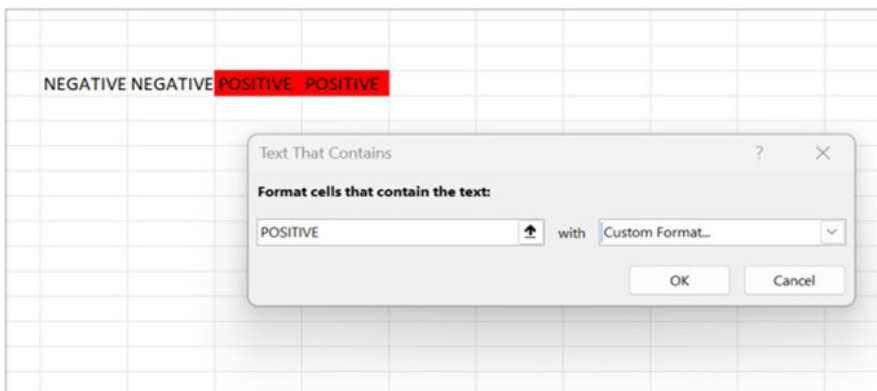 NEGATIVE NEGATIVE POSITIVE POSITIVE
Text That Contains
Format cells that contain the text:
POSITIVE with Custom Format...
OK Cancel